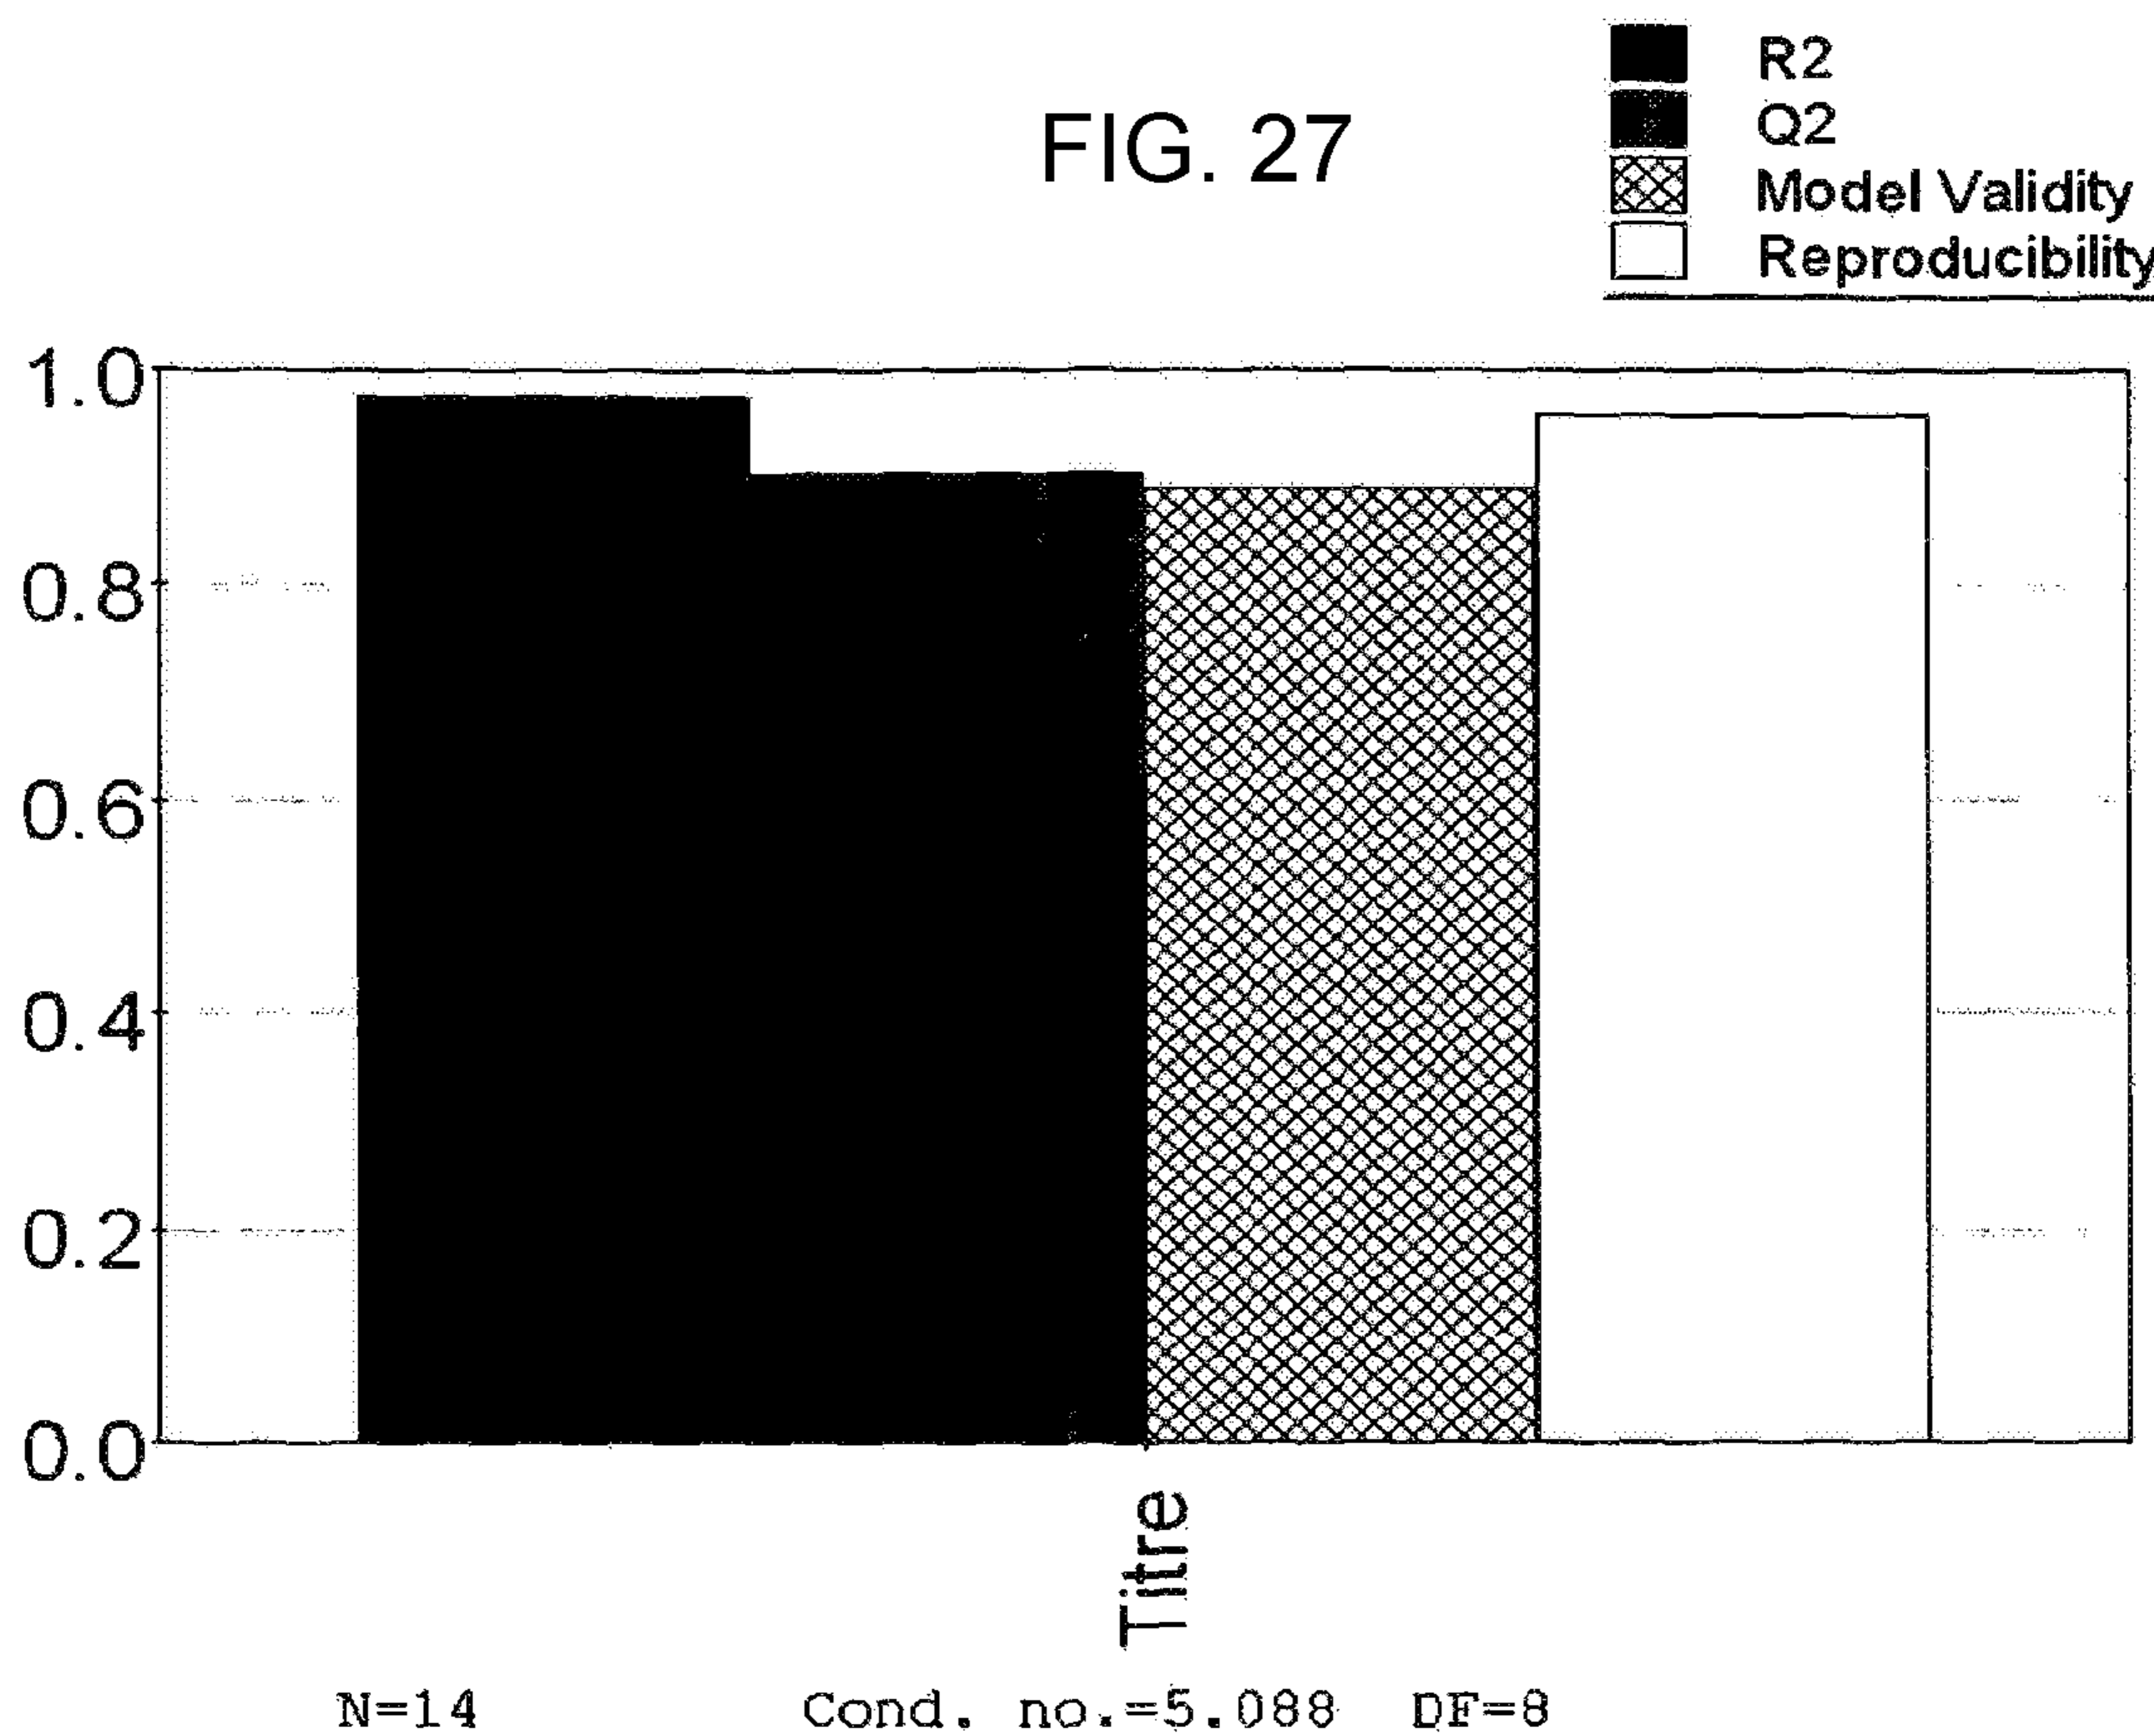 FIG. 27
R2
Q2
Model Validity
Reproducibility
1.0
0.8
0.6
0.4
0.2
0.0
Titre
N=14 Cond. no.=5.088 DF=8